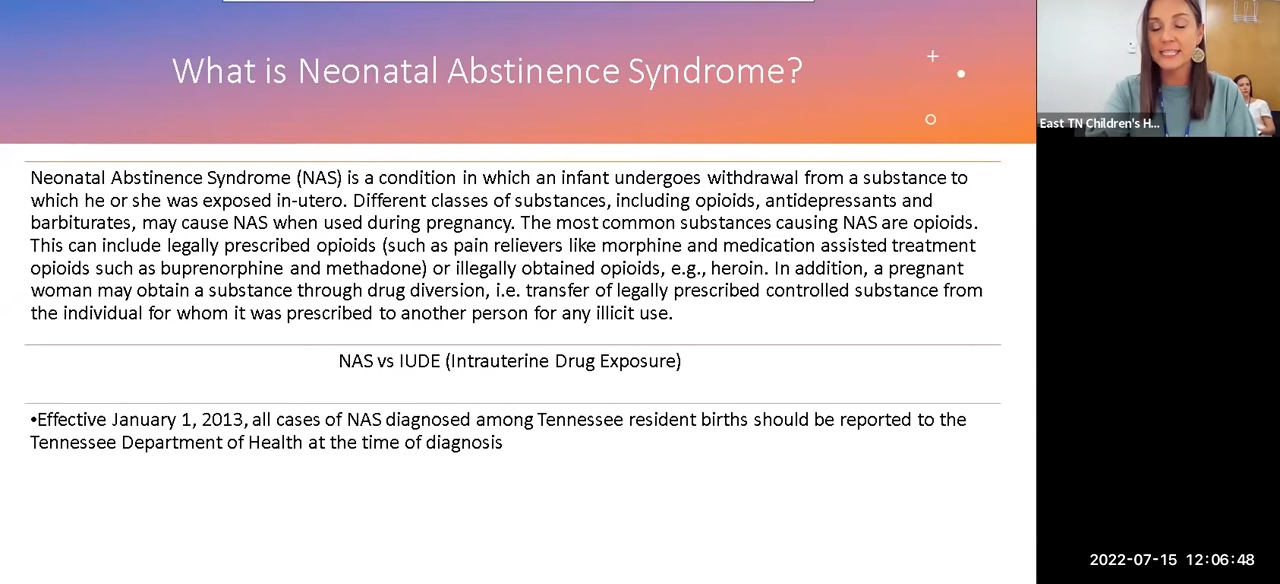 What is Neonatal Abstinence Syndrome?
East TN Children's H...
Neonatal Abstinence Syndrome (NAS) is a condition in which an infant undergoes withdrawal from a substance to
which he or she was exposed in-utero. Different classes of substances, including opioids, antidepressants and
barbiturates, may cause NAS when used during pregnancy. The most common substances causing NAS are opioids.
This can include legally prescribed opioids (such as pain relievers like morphine and medication assisted treatment
opioids such as buprenorphine and methadone) or illegally obtained opioids, e.g., heroin. In addition, a pregnant
woman may obtain a substance through drug diversion, i.e. transfer of legally prescribed controlled substance from
the individual for whom it was prescribed to another person for any illicit use.
NAS vs IUDE (Intrauterine Drug Exposure)
•Effective January 1, 2013, all cases of NAS diagnosed among Tennessee resident births should be reported to the
Tennessee Department of Health at the time of diagnosis
2022-07-15 12:06:48